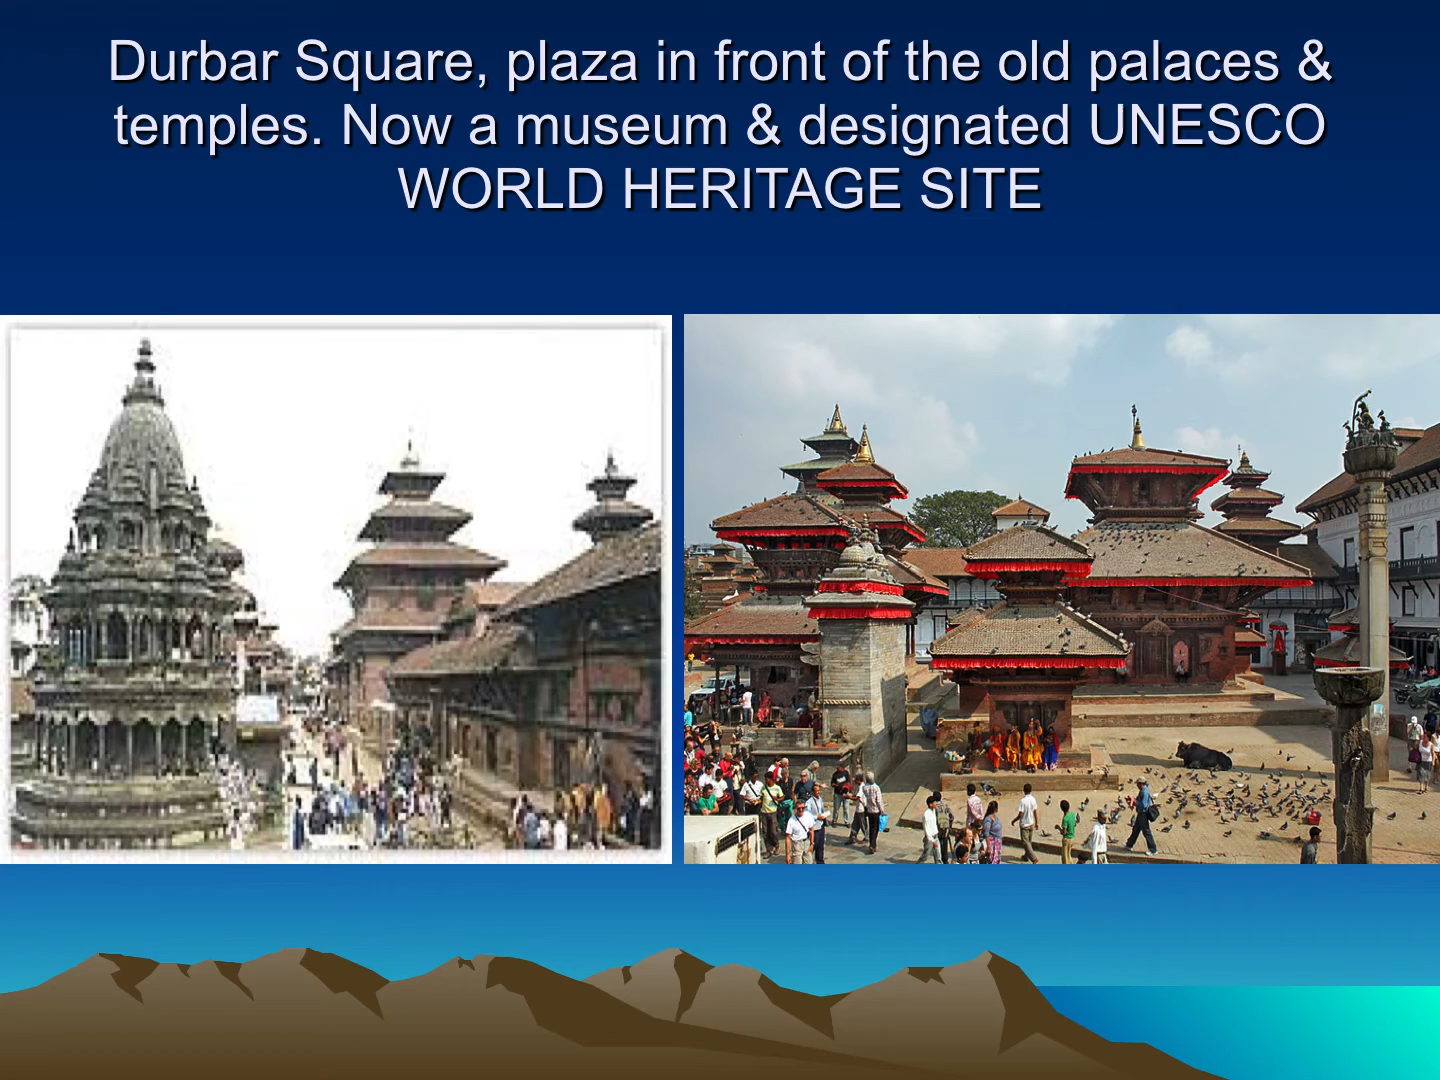 Durbar Square, plaza in front of the old palaces &
temples. Now a museum & designated UNESCO
WORLD HERITAGE SITE